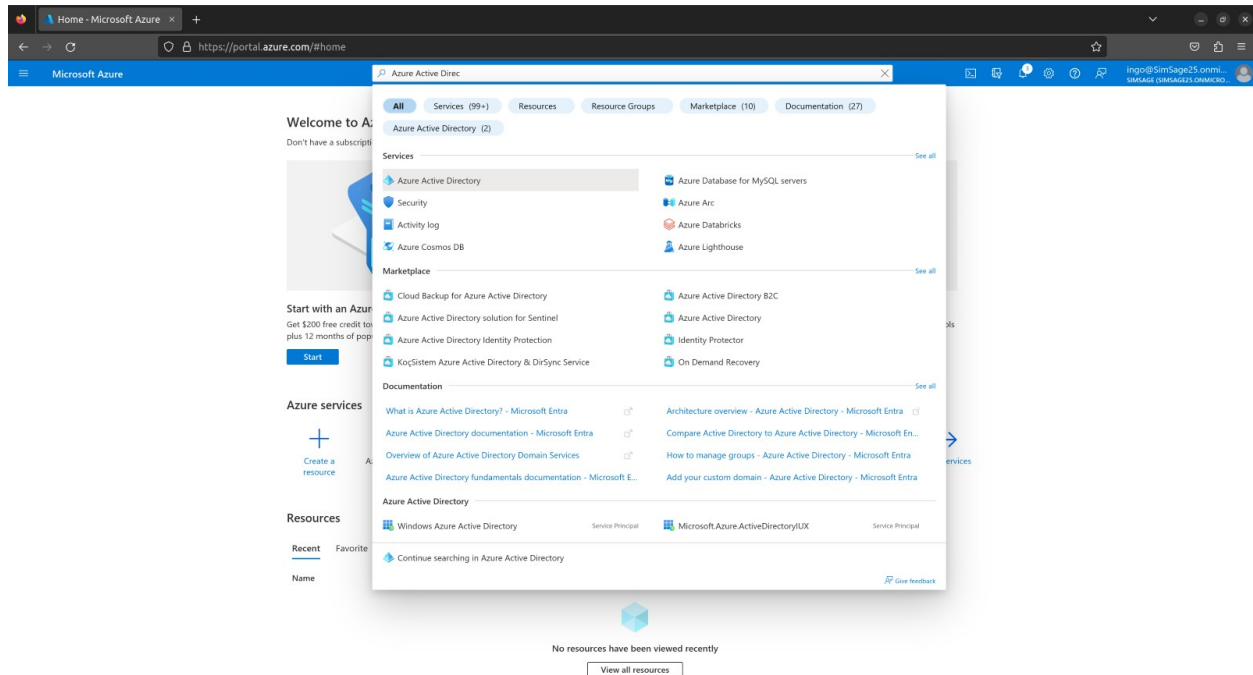 Home - Microsoft Azure
https://portal.azure.com/#home
Microsoft Azure
Azure Active Direc
1
ingo@SimSage25.onmi...
SIMSAGE (SIMSAGE25.ONMICRO...
All Services (99+) Resources Resource Groups Marketplace (10) Documentation (27)
Azure Active Directory (2)
Welcome to Az
Don't have a subscripti
Services See all
Azure Active Directory Azure Database for MySQL servers
Security Azure Arc
Activity log Azure Databricks
Azure Cosmos DB Azure Lighthouse
Marketplace See all
Cloud Backup for Azure Active Directory Azure Active Directory B2C
Azure Active Directory solution for Sentinel Azure Active Directory
Azure Active Directory Identity Protection Identity Protector
KoçSistem Azure Active Directory & DirSync Service On Demand Recovery
Start with an Azur
Get $200 free credit tow ols
plus 12 months of pop
Start
Documentation See all
What is Azure Active Directory? - Microsoft Entra Architecture overview - Azure Active Directory - Microsoft Entra
Azure Active Directory documentation - Microsoft Entra Compare Active Directory to Azure Active Directory - Microsoft En...
Overview of Azure Active Directory Domain Services How to manage groups - Azure Active Directory - Microsoft Entra
Azure Active Directory fundamentals documentation - Microsoft E... Add your custom domain - Azure Active Directory - Microsoft Entra
Azure services
Create a resource
ervices
Azure Active Directory
Windows Azure Active Directory Service Principal Microsoft.Azure.ActiveDirectoryIUX Service Principal
Continue searching in Azure Active Directory
Give feedback
Resources
Recent Favorite
Name
No resources have been viewed recently
View all resources